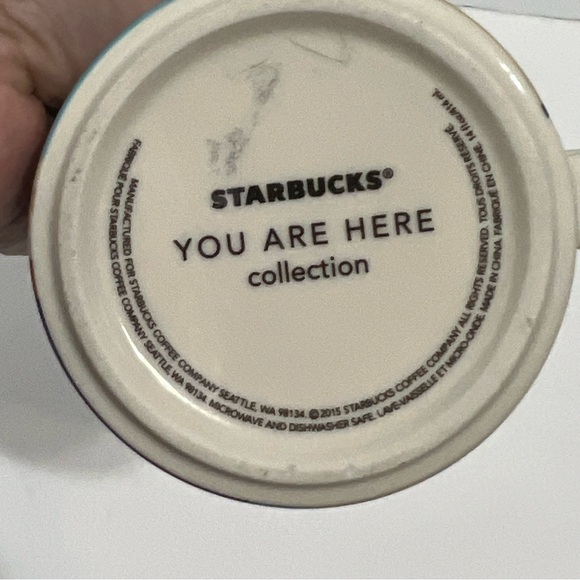 STARBUCKS®
YOU ARE HERE
collection
MANUFACTURED FOR STARBUCKS COFFEE COMPANY SEATTLE, WA 98134. ©2015 STARBUCKS COFFEE COMPANY ALL RIGHTS RESERVED. TOUS DROITS RÉSERVÉ.
FABRIQUÉ POUR STARBUCKS COFFEE COMPANY SEATTLE, WA 98134. MICROWAVE AND DISHWASHER SAFE. LAVE-VAISSELLE ET MICRO-ONDE. MADE IN CHINA. FABRIQUÉ EN CHINE. 14 fl oz/414 mL